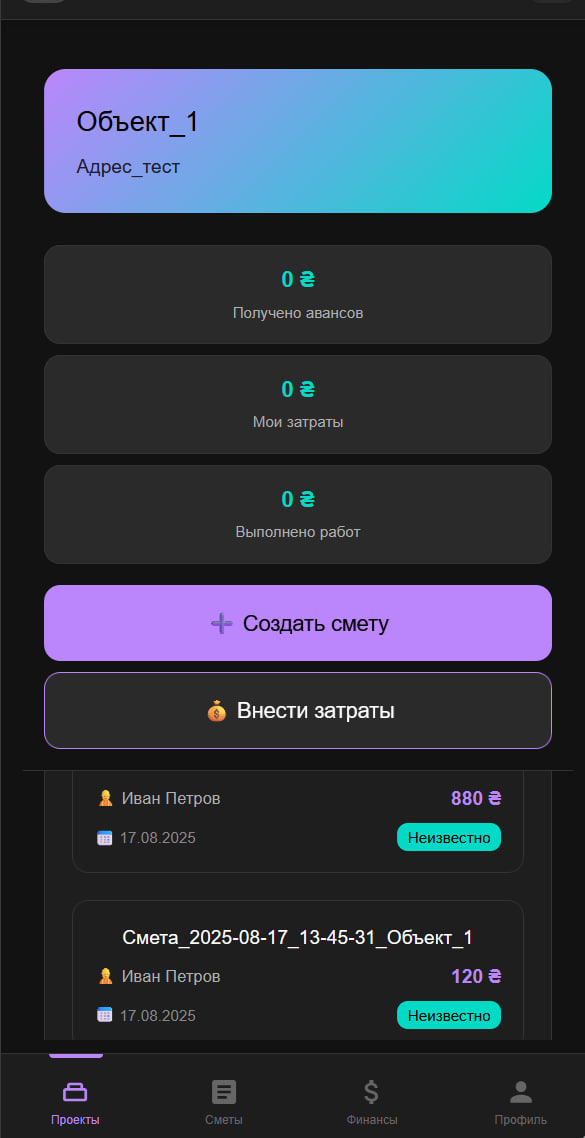 Объект_1
Адрес_тест
0 ₴
Получено авансов
0 ₴
Мои затраты
0 ₴
Выполнено работ
➕ Создать смету
💰 Внести затраты
👷 Иван Петров 880 ₴
📅 17.08.2025 Неизвестно
Смета_2025-08-17_13-45-31_Объект_1
👷 Иван Петров 120 ₴
📅 17.08.2025 Неизвестно
Проекты Сметы Финансы Профиль